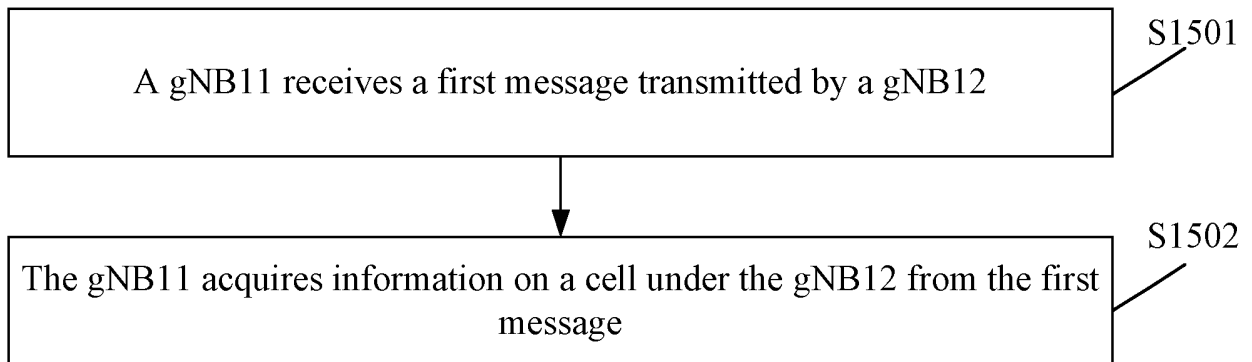 S1501
A gNB11 receives a first message transmitted by a gNB12
S1502
The gNB11 acquires information on a cell under the gNB12 from the first
message